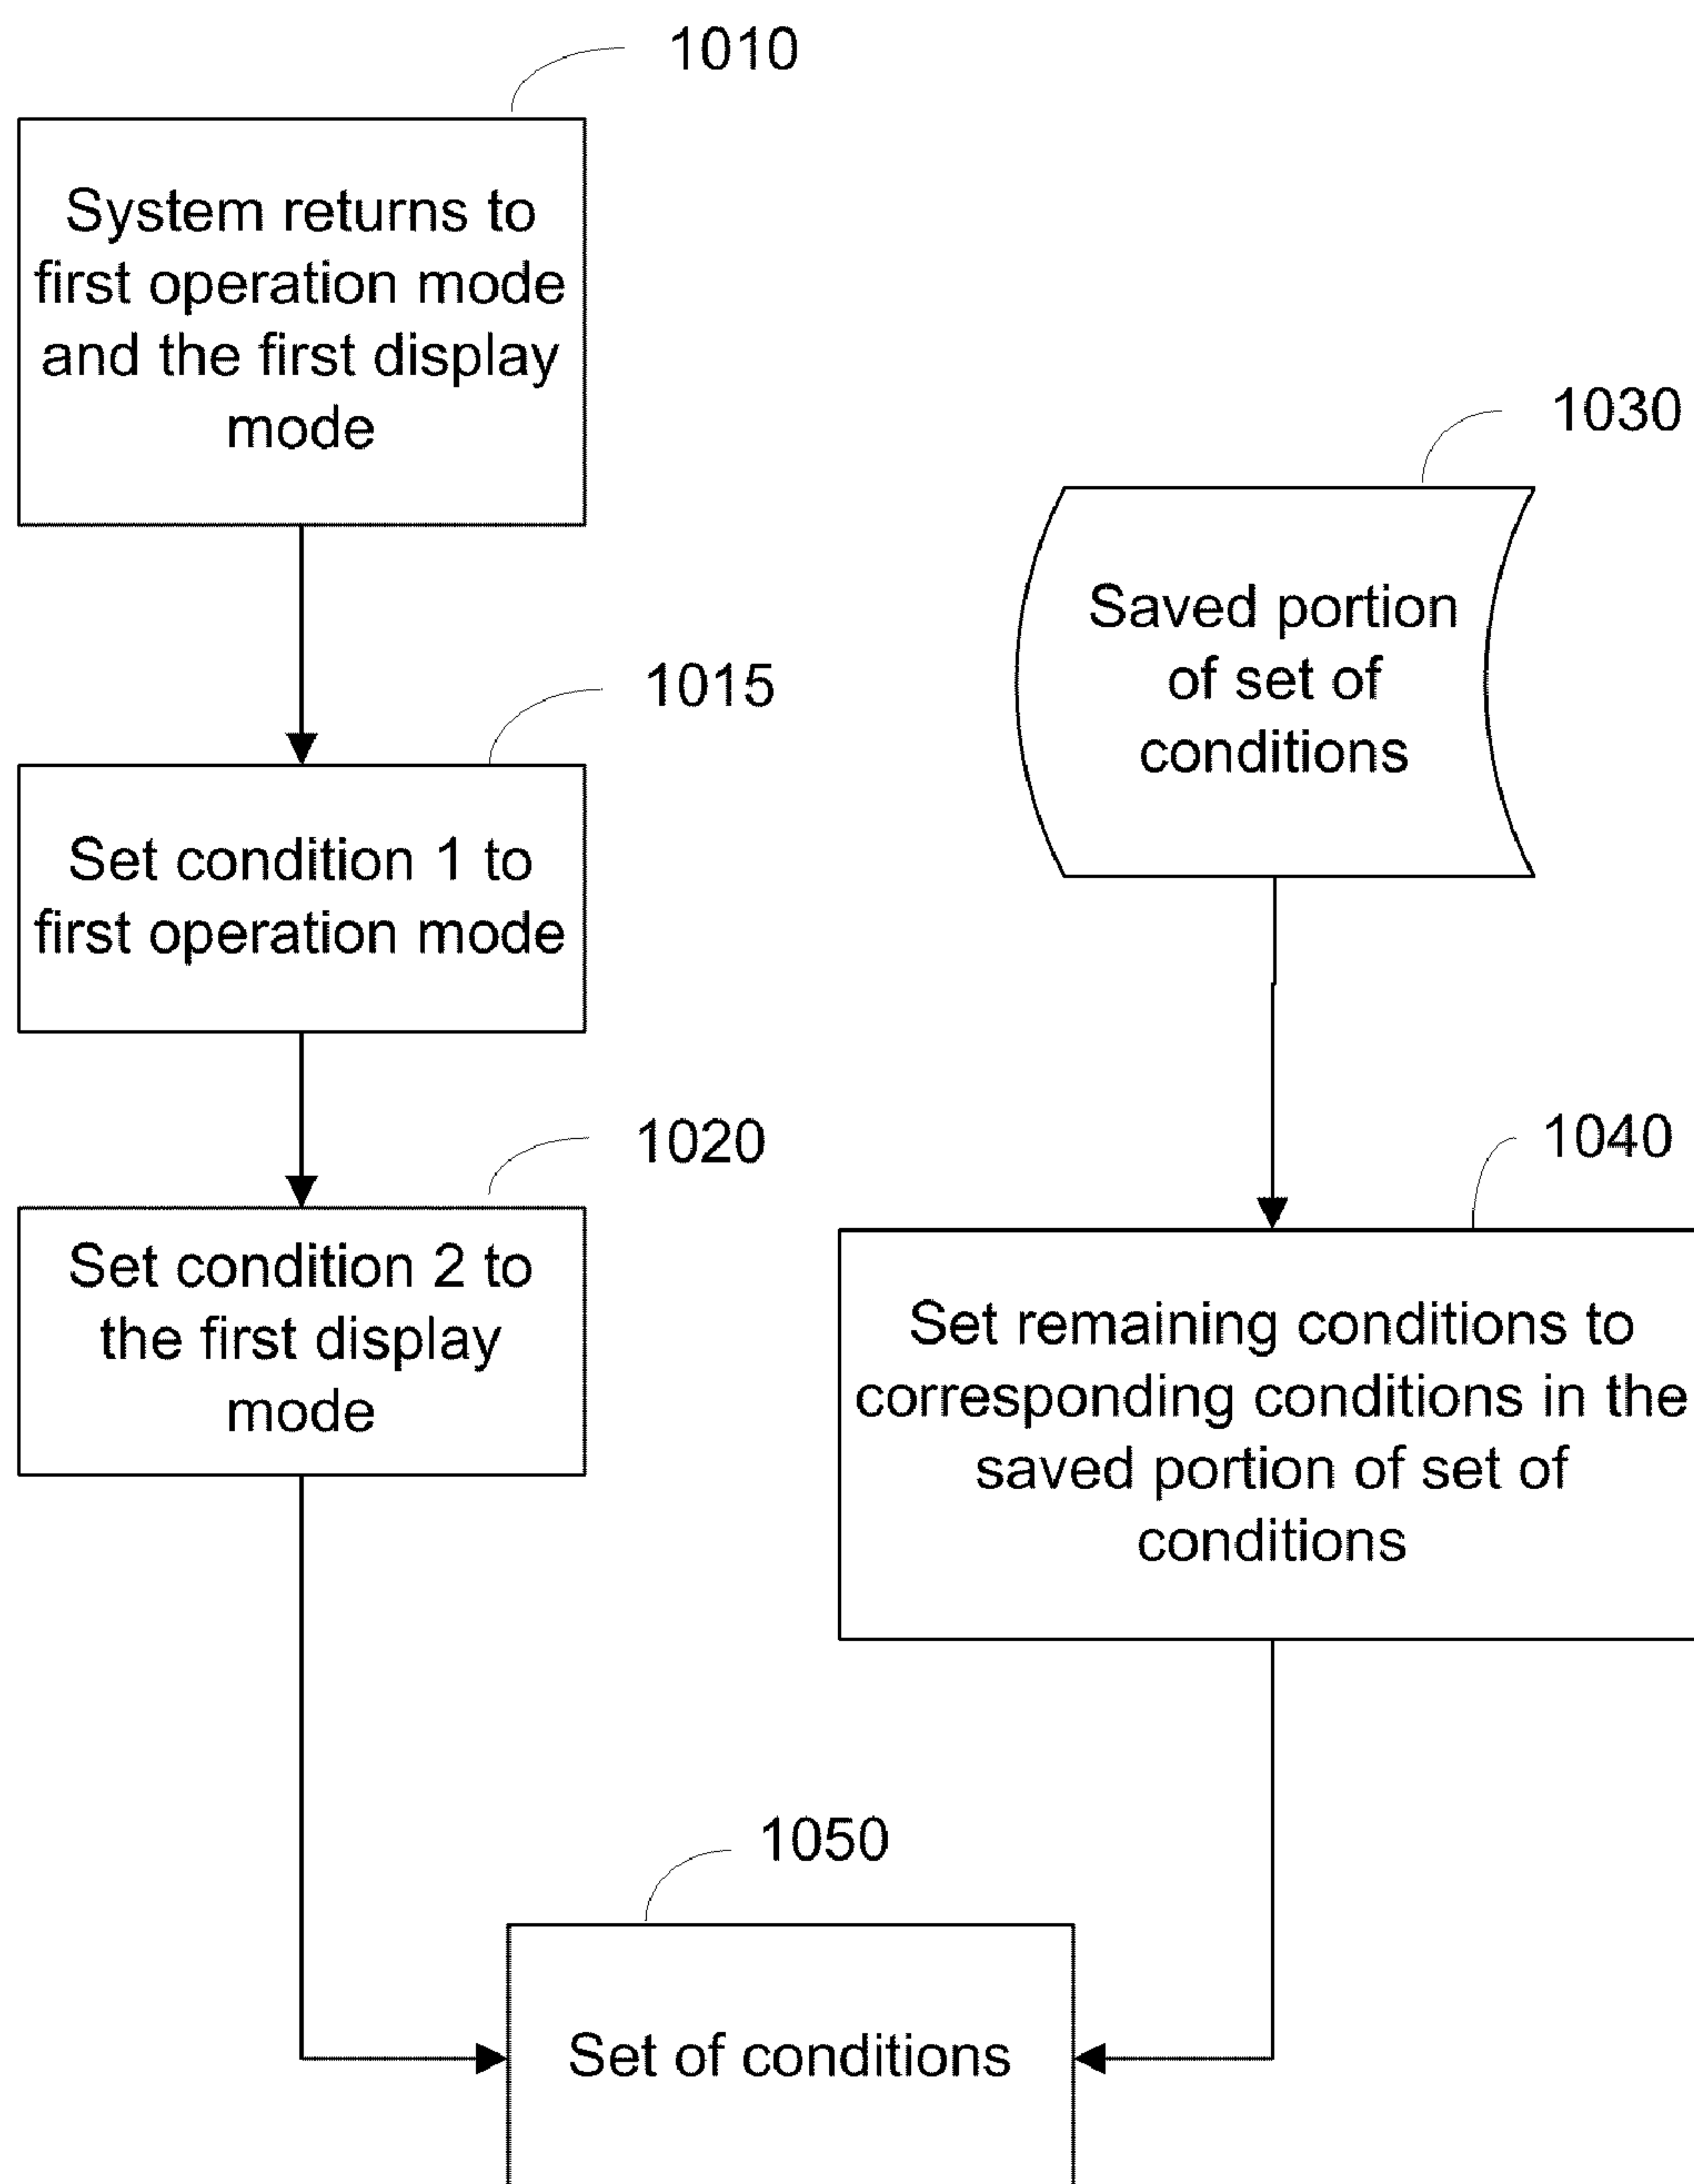 1010
System returns to
first operation mode
and the first display
mode
1015
Set condition 1 to
first operation mode
1020
Set condition 2 to
the first display
mode
1030
Saved portion
of set of
conditions
1040
Set remaining conditions to
corresponding conditions in the
saved portion of set of
conditions
1050
Set of conditions